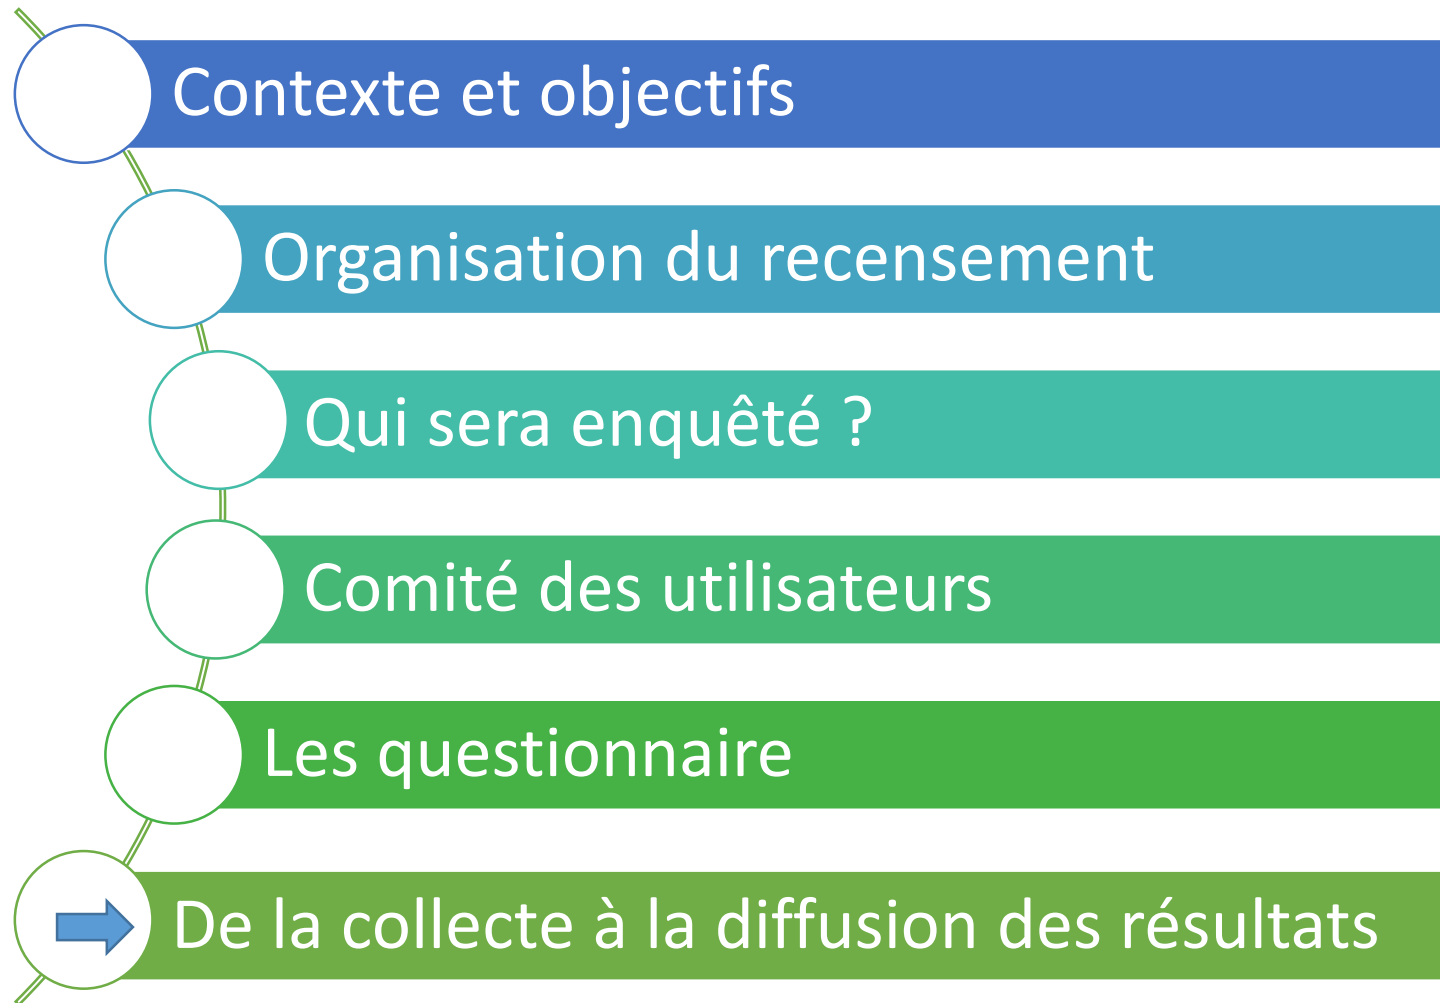 Contexte et objectifs
Organisation du recensement
Qui sera enquêté ?
Comité des utilisateurs
Les questionnaire
De la collecte à la diffusion des résultats